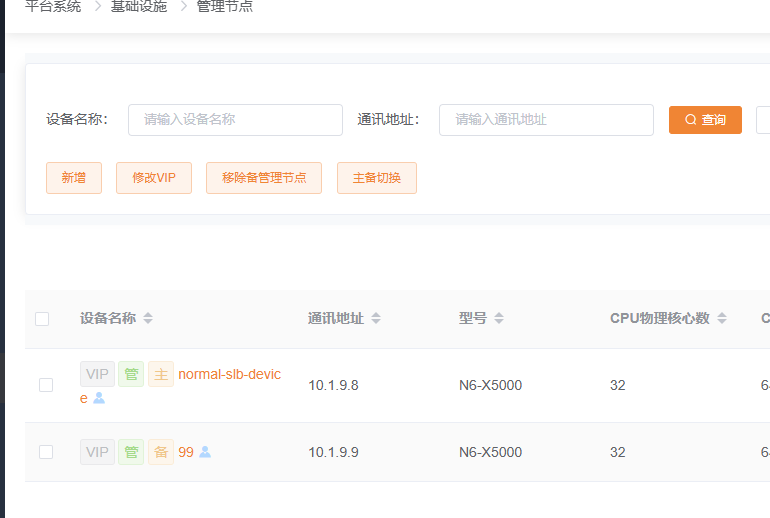 平台系统 > 基础设施 > 管理节点
设备名称： 请输入设备名称 通讯地址： 请输入通讯地址 查询
新增 修改VIP 移除备管理节点 主备切换
设备名称 通讯地址 型号 CPU物理核心数 C
VIP 管 主 normal-slb-devic
e 10.1.9.8 N6-X5000 32 6
VIP 管 备 99 10.1.9.9 N6-X5000 32 6